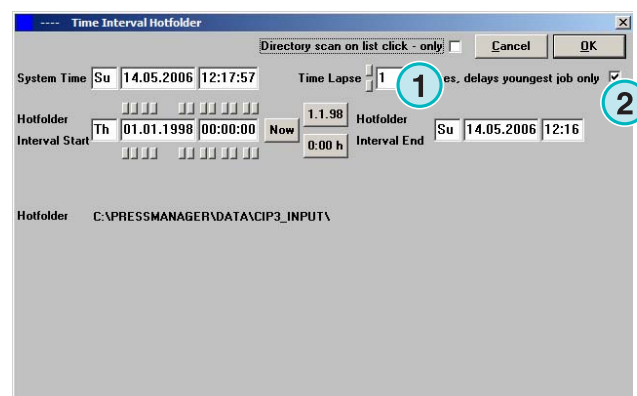 ---- Time Interval Hotfolder
Directory scan on list click - only Cancel OK
System Time Su 14.05.2006 12:17:57 Time Lapse 1 es, delays youngest job only
1
2
Hotfolder Interval Start Th 01.01.1998 00:00:00 Now 1.1.98 0:00 h Hotfolder Interval End Su 14.05.2006 12:16
Hotfolder C:\PRESSMANAGER\DATA\CIP3_INPUT\